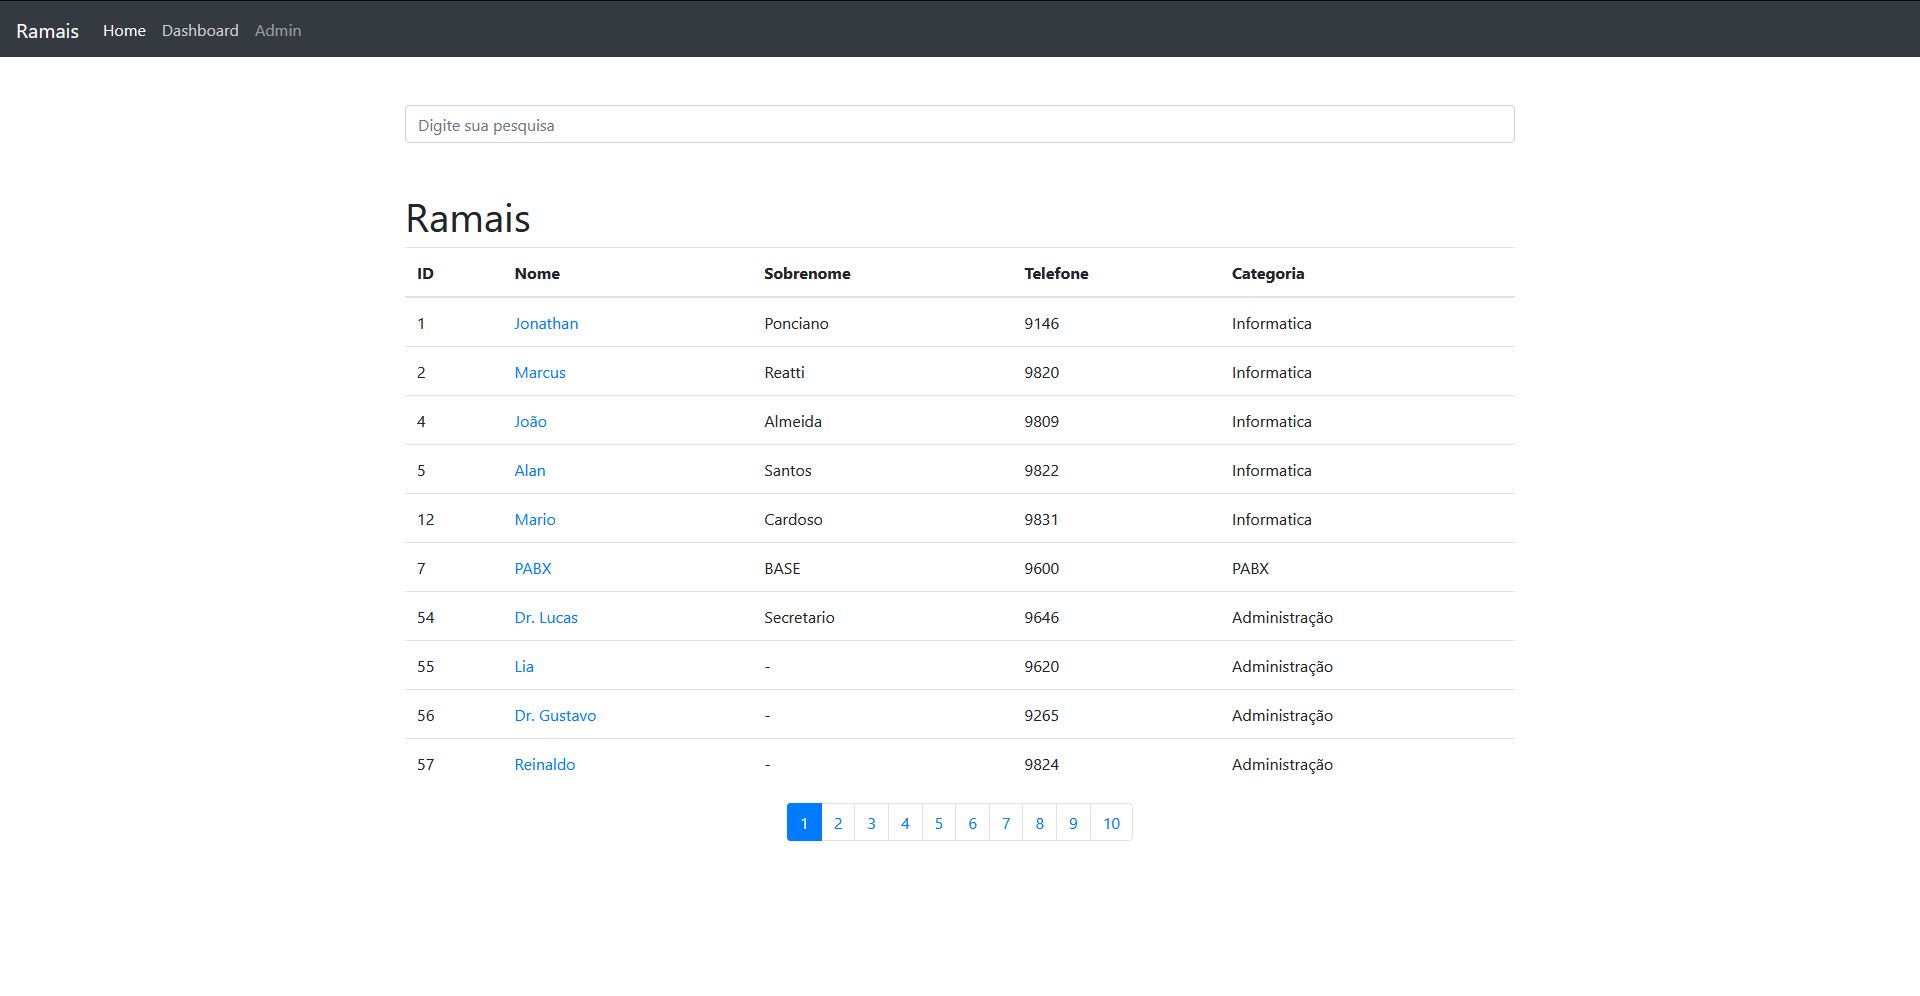 Ramais Home Dashboard Admin
Digite sua pesquisa
Ramais
ID Nome Sobrenome Telefone Categoria
1 Jonathan Ponciano 9146 Informatica
2 Marcus Reatti 9820 Informatica
4 João Almeida 9809 Informatica
5 Alan Santos 9822 Informatica
12 Mario Cardoso 9831 Informatica
7 PABX BASE 9600 PABX
54 Dr. Lucas Secretario 9646 Administração
55 Lia - 9620 Administração
56 Dr. Gustavo - 9265 Administração
57 Reinaldo - 9824 Administração
1 2 3 4 5 6 7 8 9 10